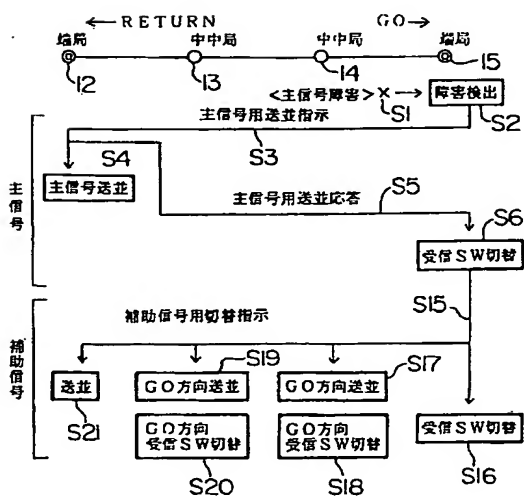 ← RETURN GO →
端局 中中局 中中局 端局
12 13 14 15
<主信号障害> × → 障害検出
S1 S2
主信号用送並指示
S3
S4
主信号送並
主信号用送並応答
S5
S6
受信SW切替
主信号
S15
補助信号用切替指示
S19 S17
送並 GO方向送並 GO方向送並
S21
GO方向
受信SW切替
GO方向
受信SW切替
受信SW切替
S20 S18 S16
補助信号